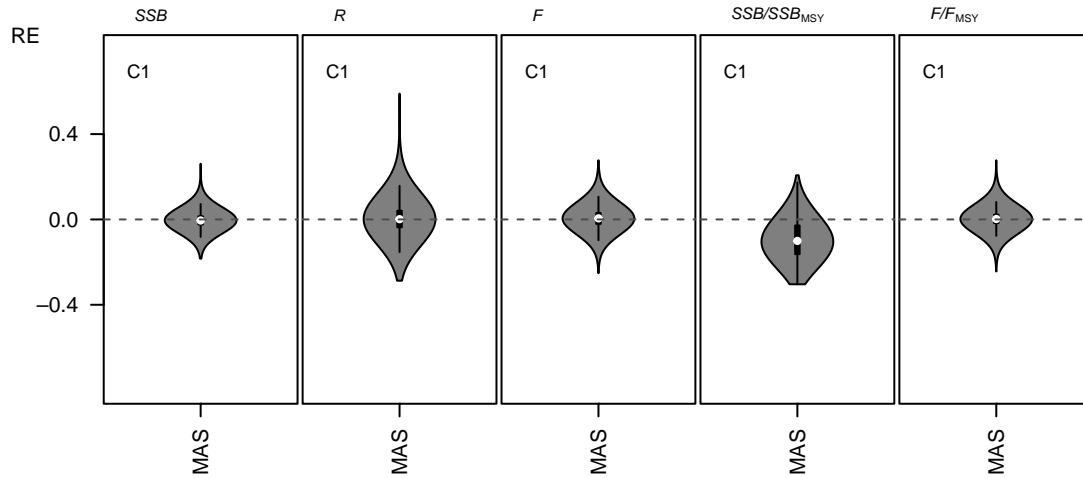 SSB R F SSB/SSBMSY F/FMSY
RE
C1 C1 C1 C1 C1
0.4
0.0
–0.4
MAS MAS MAS MAS MAS